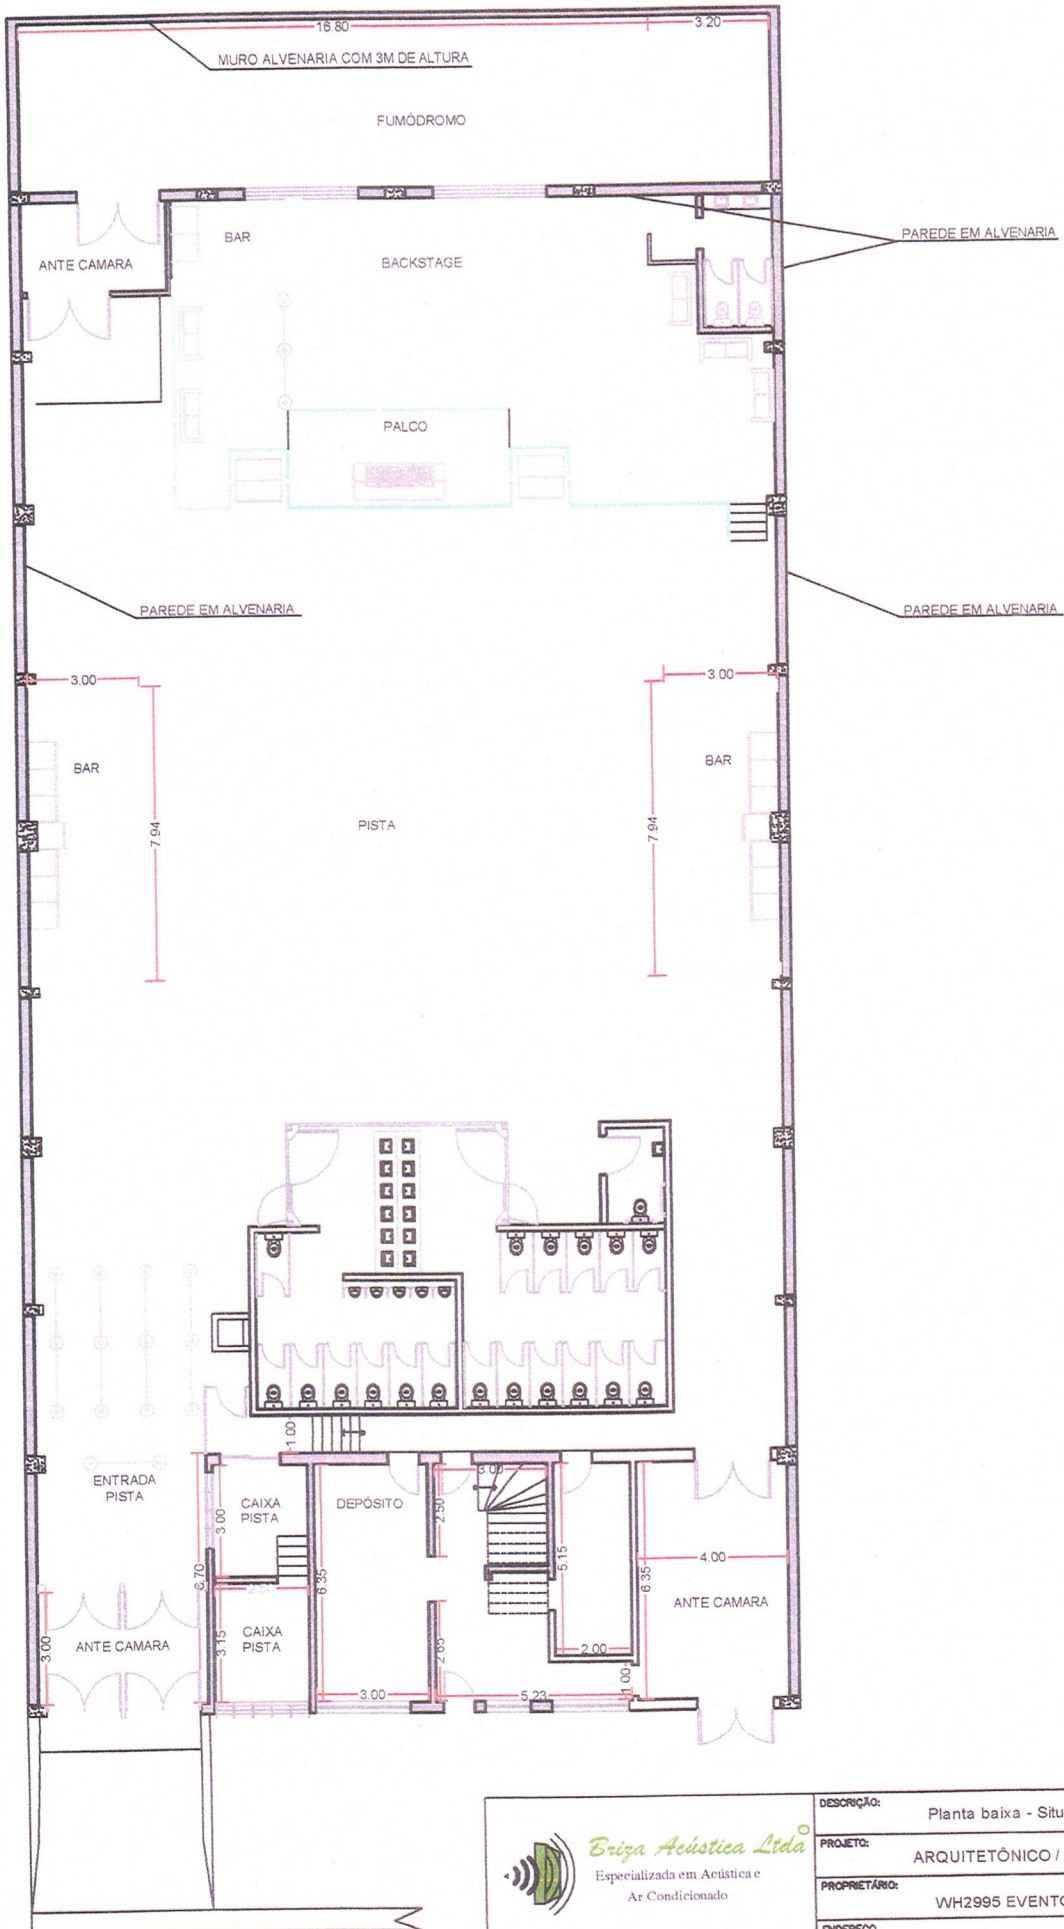 16.80
3.20
MURO ALVENARIA COM 3M DE ALTURA
FUMÓDROMO
PAREDE EM ALVENARIA
BAR
BACKSTAGE
ANTE CAMARA
PALCO
PAREDE EM ALVENARIA
PAREDE EM ALVENARIA
3.00
3.00
BAR
BAR
7.94
PISTA
7.94
1.00
ENTRADA
PISTA
CAIXA
PISTA
3.00
DEPÓSITO
3.00
2.50
5.15
4.00
6.35
6.35
ANTE CAMARA
3.00
ANTE CAMARA
3.15
CAIXA
PISTA
3.00
2.65
5.23
2.00
1.00
Briza Acústica Ltda
Especializada em Acústica e
Ar Condicionado
DESCRIÇÃO:
Planta baixa - Situ
PROJETO:
ARQUITETÔNICO /
PROPRIETÁRIO:
WH2995 EVENTO